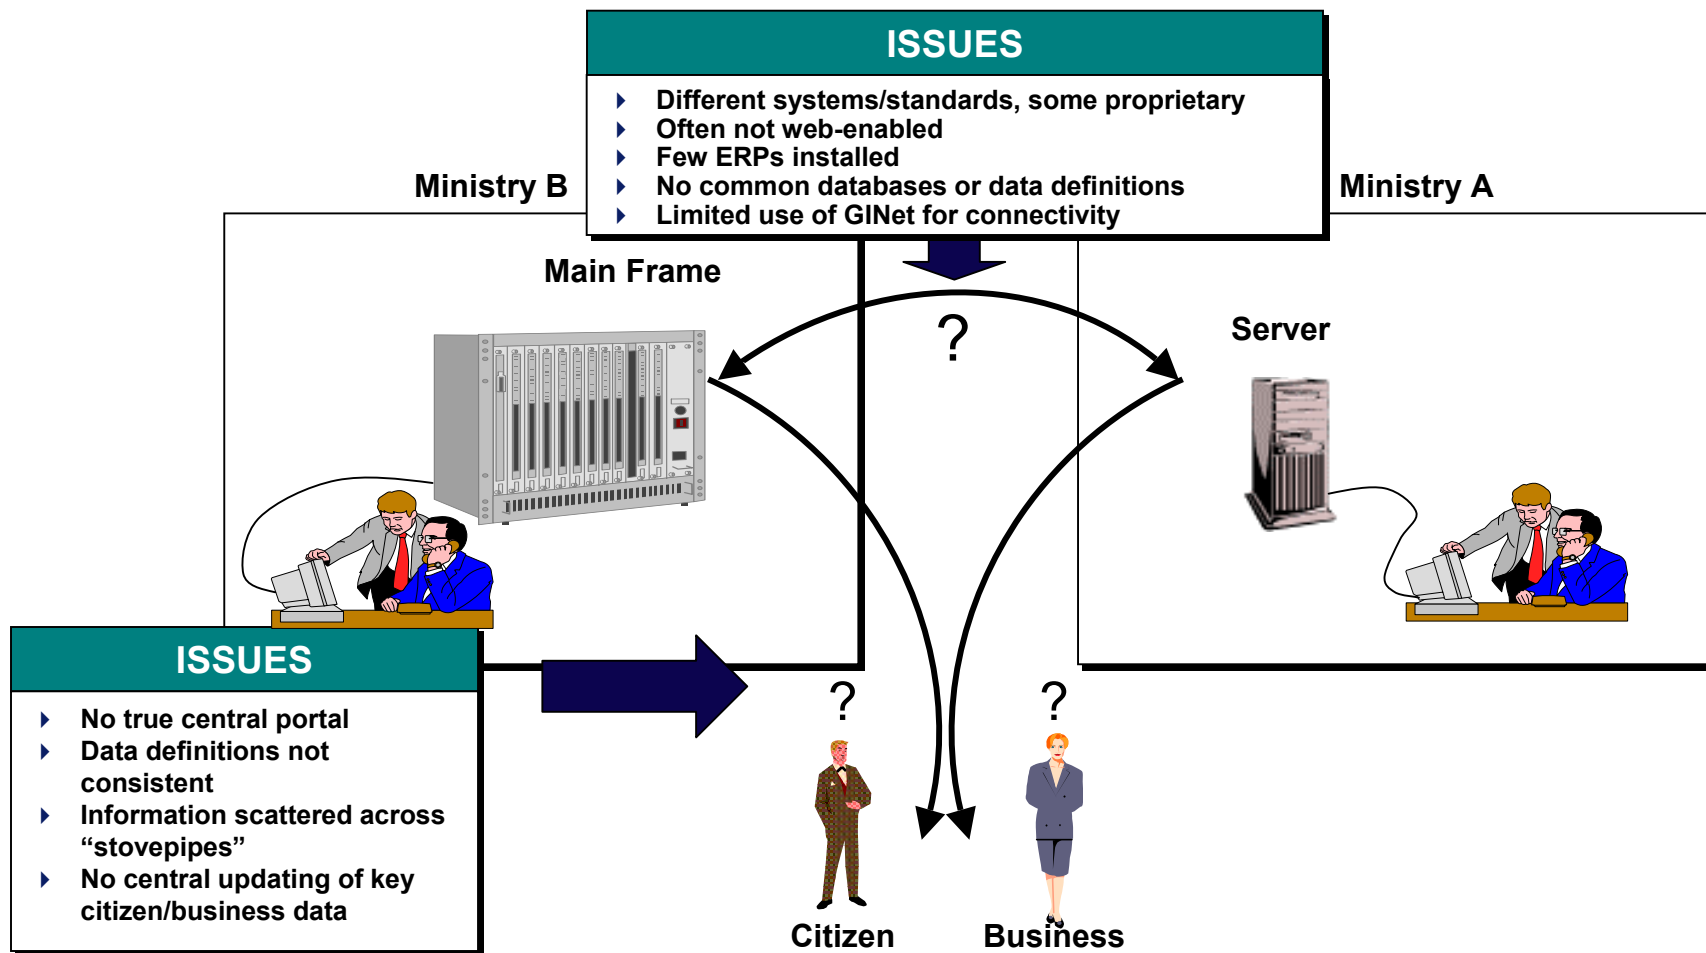 ISSUES
Different systems/standards, some proprietary
Often not web-enabled
Few ERPs installed
No common databases or data definitions
Limited use of GINet for connectivity
Ministry B
Ministry A
Main Frame
?
Server
ISSUES
No true central portal
Data definitions not
consistent
Information scattered across
“stovepipes”
No central updating of key
citizen/business data
?
?
Citizen
Business